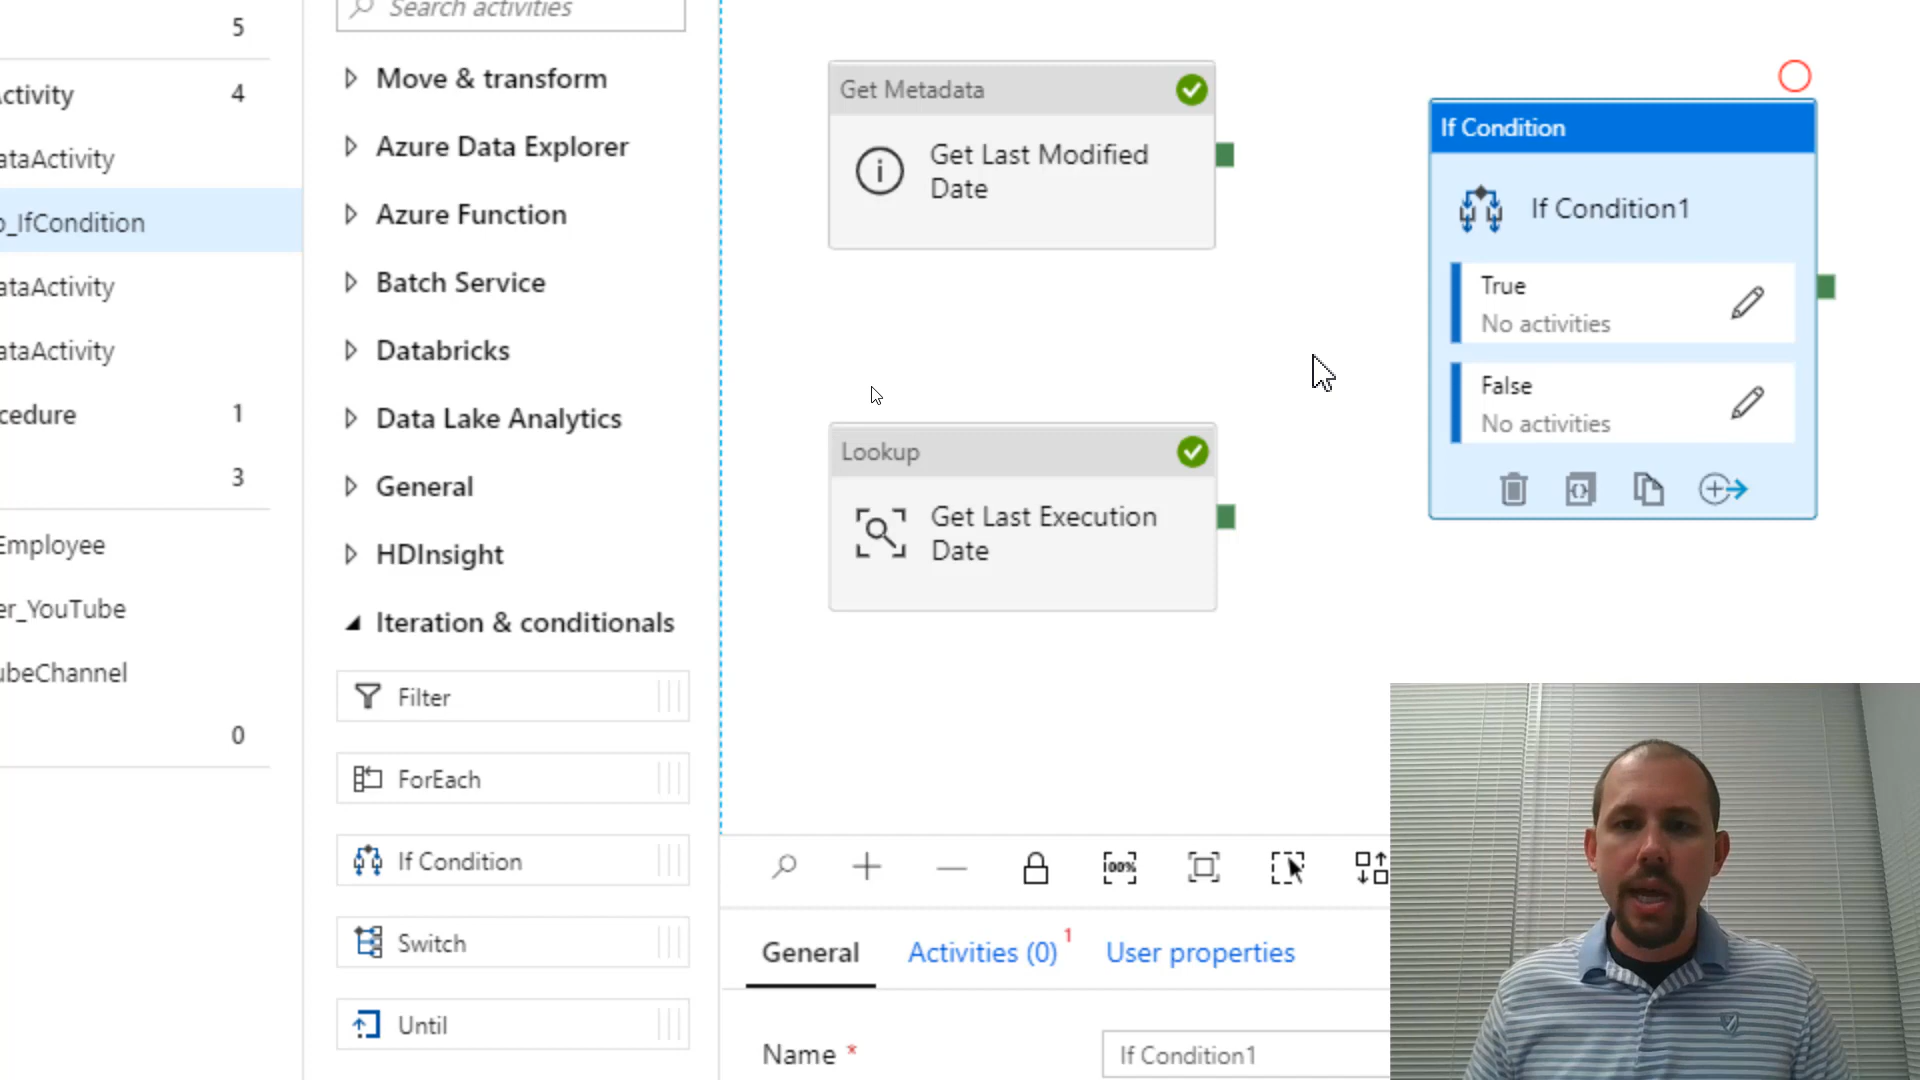 5
ctivity 4
ataActivity
o_IfCondition
ataActivity
ataActivity
cedure 1
3
Employee
er_YouTube
ubeChannel
0
Search activities
Move & transform
Azure Data Explorer
Azure Function
Batch Service
Databricks
Data Lake Analytics
General
HDInsight
Iteration & conditionals
Filter
ForEach
If Condition
Switch
Until
Get Metadata
Get Last Modified
Date
Lookup
Get Last Execution
Date
If Condition
If Condition1
True
No activities
False
No activities
100%
General Activities (0) 1 User properties
Name * If Condition1